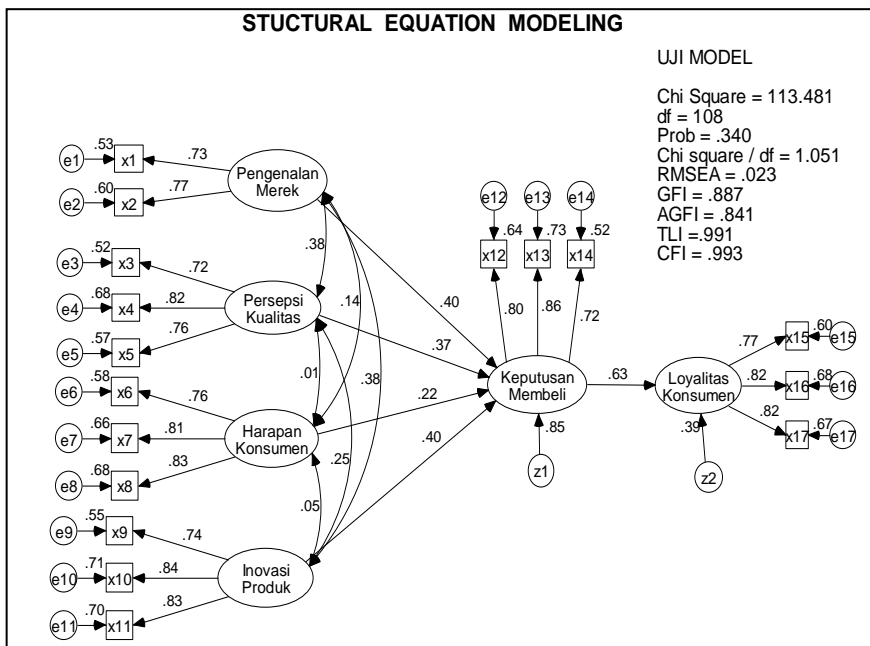 STUCTURAL EQUATION MODELING
UJI MODEL
Chi Square = 113.481
df = 108
Prob = .340
Chi square / df = 1.051
RMSEA = .023
GFI = .887
AGFI = .841
TLI =.991
CFI = .993
e1 .53 x1 .73
e2 .60 x2 .77
Pengenalan
Merek
e3 .52 x3 .72
e4 .68 x4 .82
e5 .57 x5 .76
Persepsi
Kualitas
e6 .58 x6 .76
e7 .66 x7 .81
e8 .68 x8 .83
Harapan
Konsumen
e9 .55 x9 .74
e10 .71 x10 .84
e11 .70 x11 .83
Inovasi
Produk
.38
.14
.01
.38
.25
.05
.40
.37
.22
.40
e12 e13 e14
.64 .73 .52
x12 x13 x14
.80 .86 .72
Keputusan
Membeli
.85
z1
.63
Loyalitas
Konsumen
.39
z2
.77 x15 .60 e15
.82 x16 .68 e16
.82 x17 .67 e17